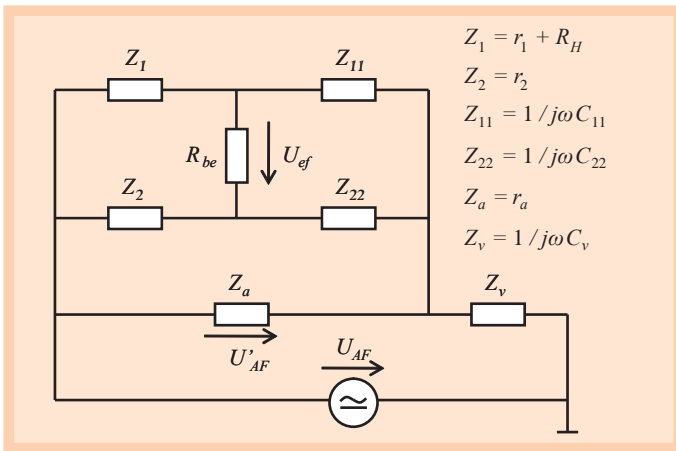 Z1 Z11
Rbe Uef
Z2 Z22
Za Zv
U'AF UAF
Z1 = r1 + RH
Z2 = r2
Z11 = 1 / jωC11
Z22 = 1 / jωC22
Za = ra
Zv = 1 / jωCv